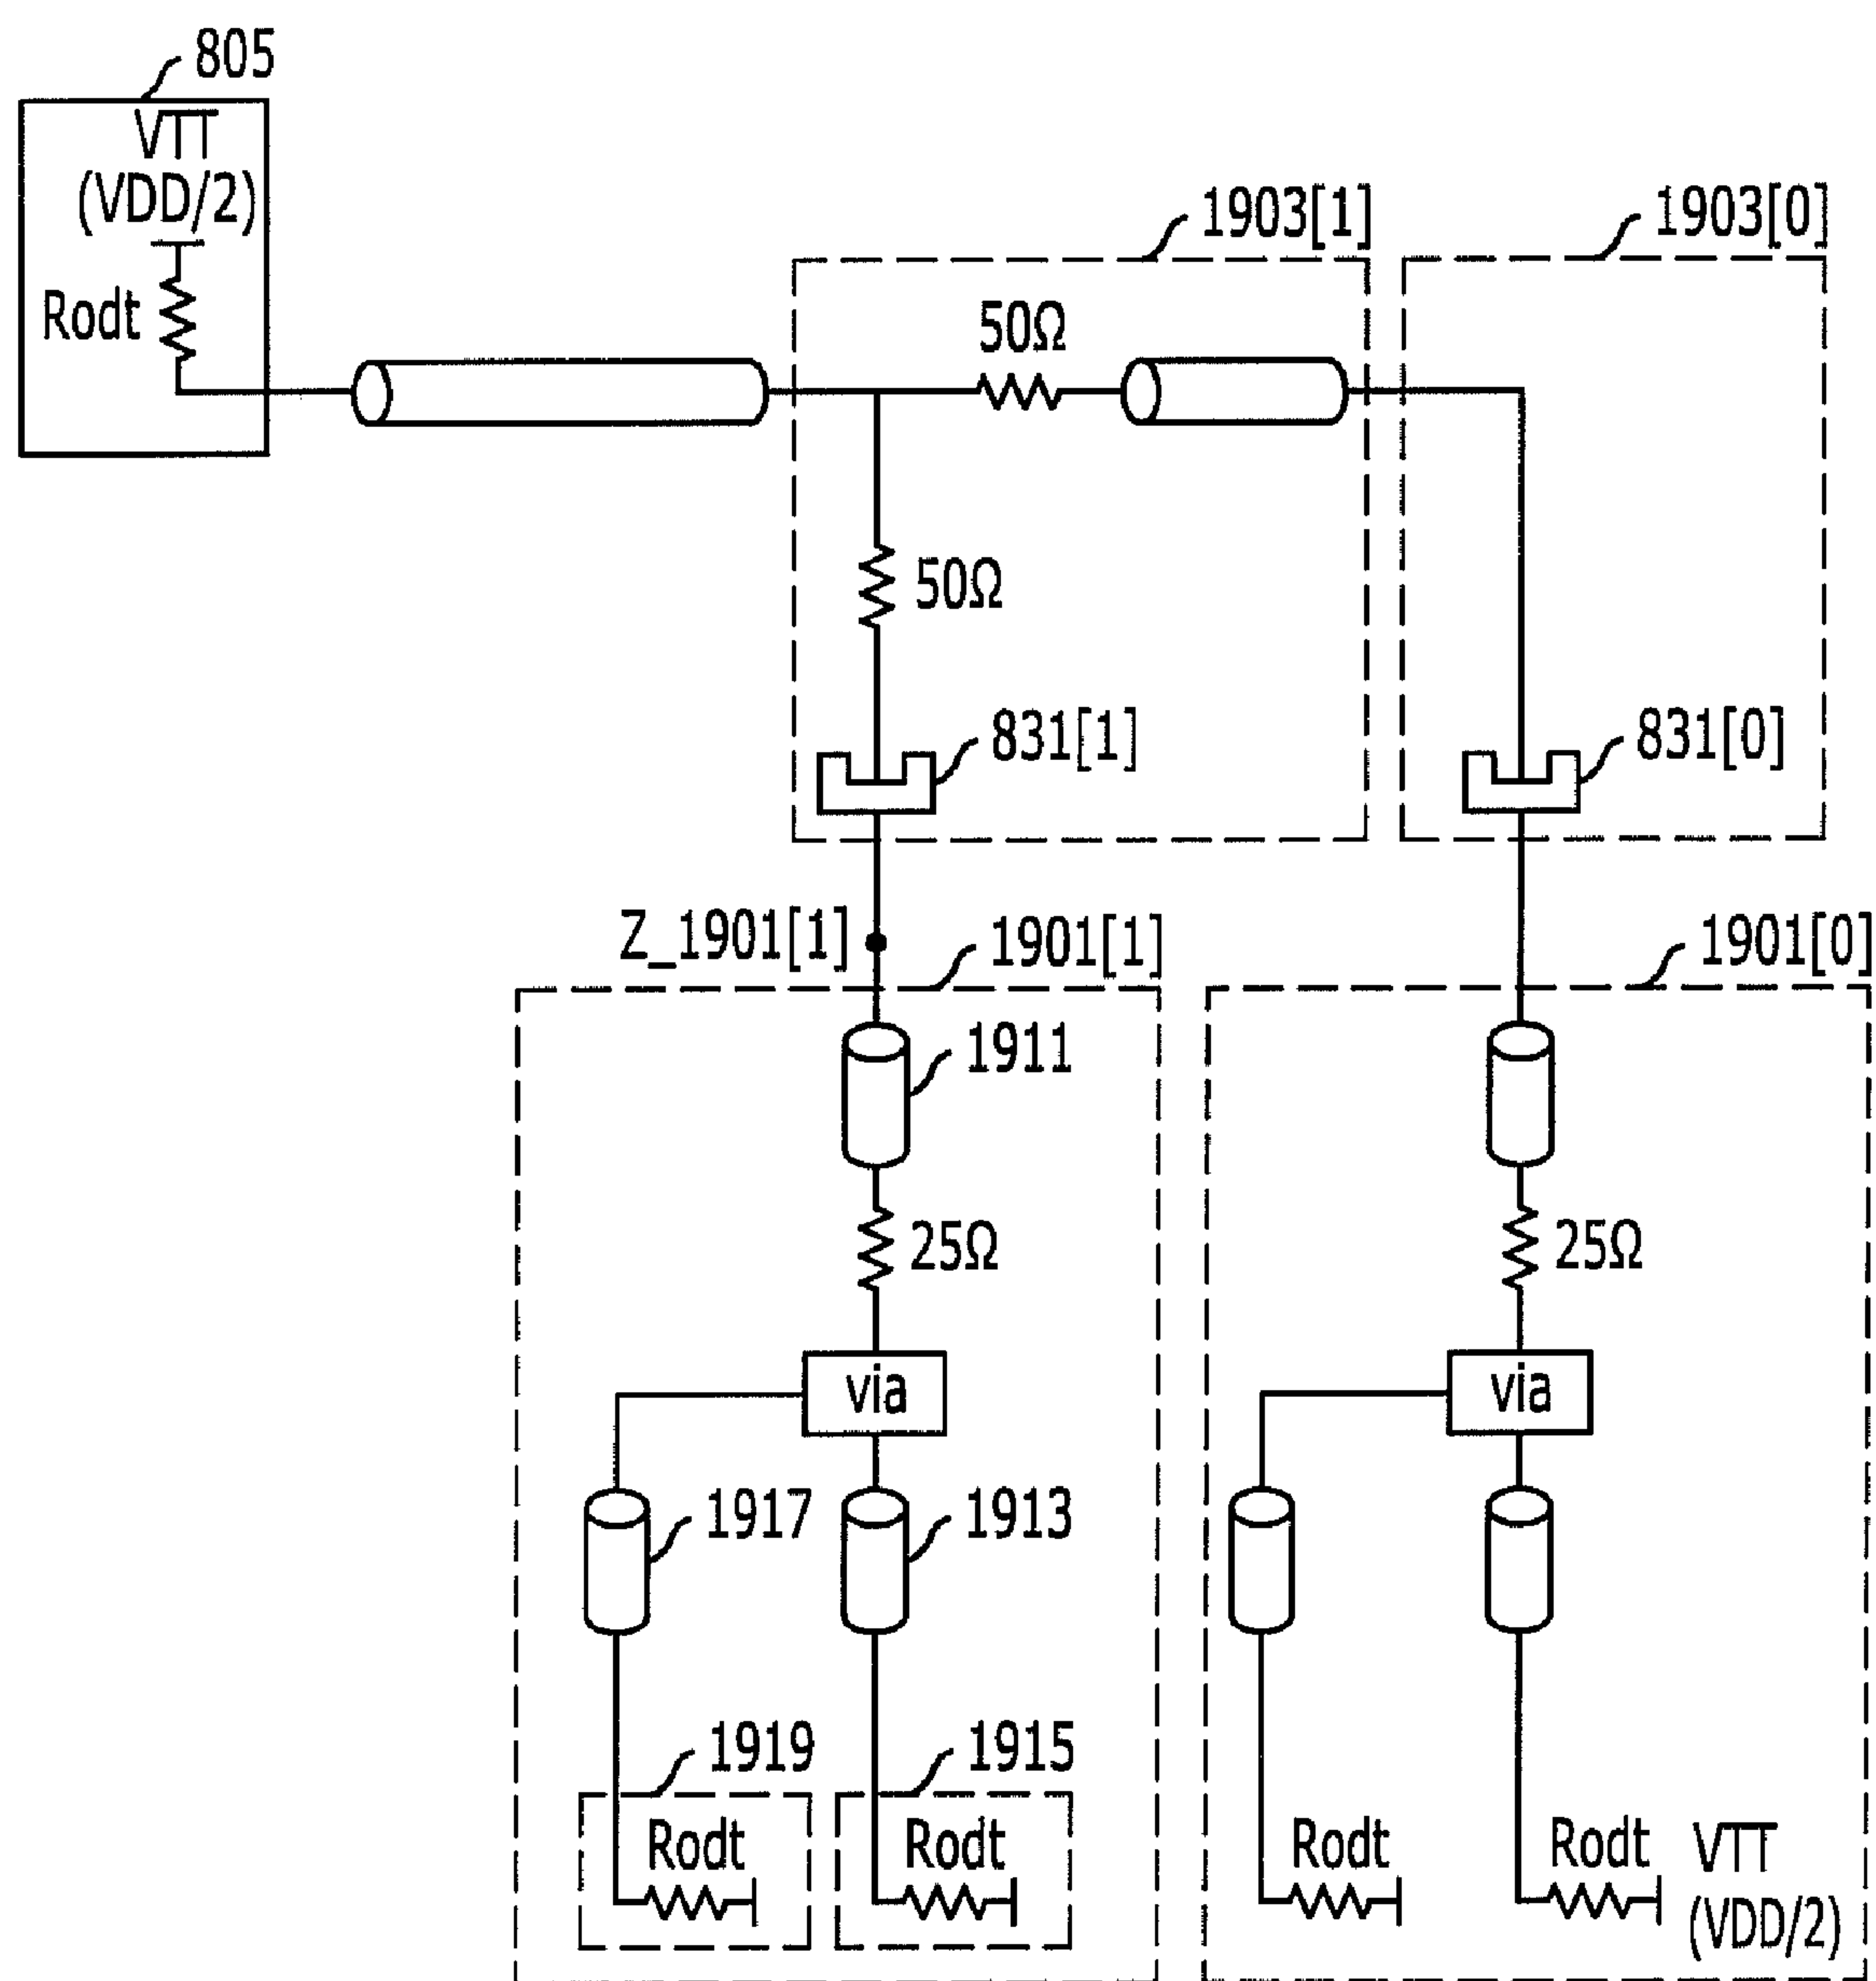 805
VTT
(VDD/2)
Rodt
1903[1]
1903[0]
50Ω
50Ω
831[1]
831[0]
Z_1901[1]
1901[1]
1901[0]
1911
25Ω
25Ω
via
via
1917
1913
1919
1915
Rodt
Rodt
Rodt
Rodt
VTT
(VDD/2)